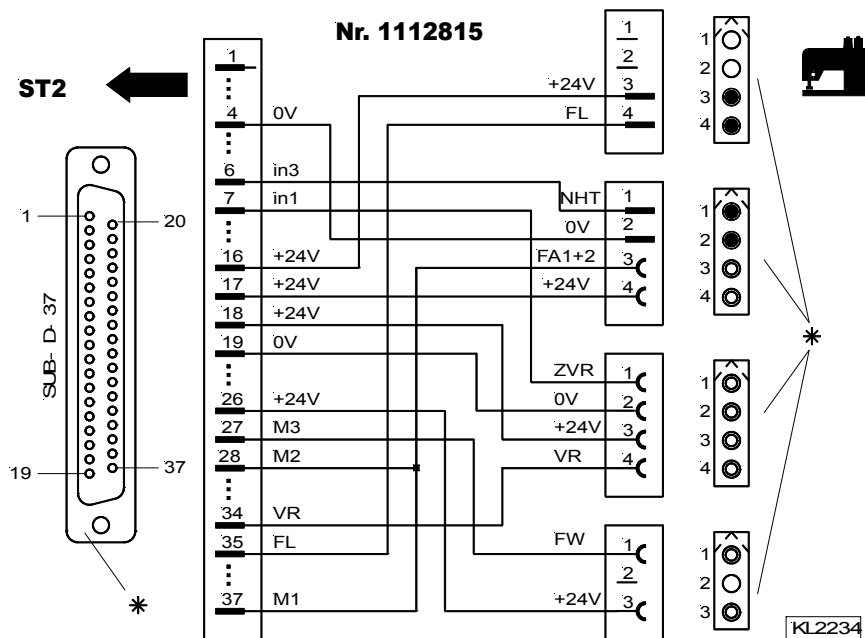 Nr. 1112815
ST2
SUB- D- 37
1
20
19
37
1
4 0V
6 in3
7 in1
16 +24V
17 +24V
18 +24V
19 0V
26 +24V
27 M3
28 M2
34 VR
35 FL
37 M1
1
2
+24V 3
FL 4
NHT 1
0V 2
FA1+2 3
+24V 4
ZVR 1
0V 2
+24V 3
VR 4
FW 1
2
+24V 3
1
2
3
4
1
2
3
4
1
2
3
4
1
2
3
*
*
KL2234